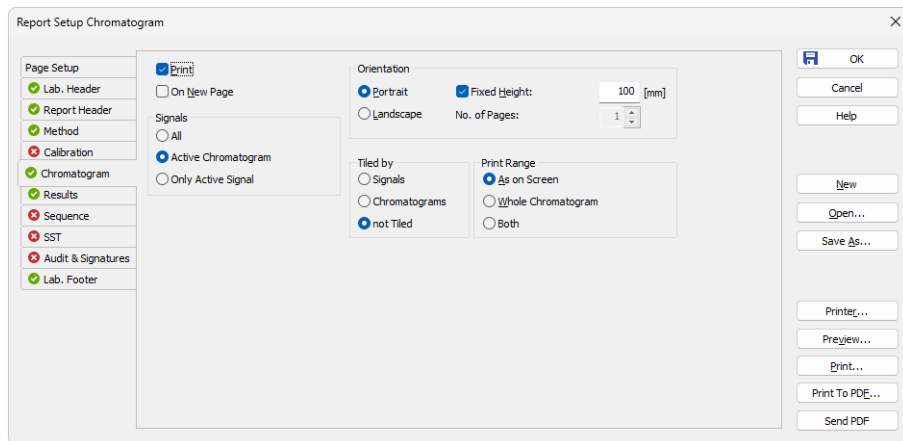 Report Setup Chromatogram
Page Setup
Lab. Header
Report Header
Method
Calibration
Chromatogram
Results
Sequence
SST
Audit & Signatures
Lab. Footer
Print
On New Page
Signals
All
Active Chromatogram
Only Active Signal
Orientation
Portrait
Fixed Height: 100 [mm]
Landscape
No. of Pages: 1
Tiled by
Signals
Chromatograms
not Tiled
Print Range
As on Screen
Whole Chromatogram
Both
OK
Cancel
Help
New
Open...
Save As...
Printer...
Preview...
Print...
Print To PDF...
Send PDF